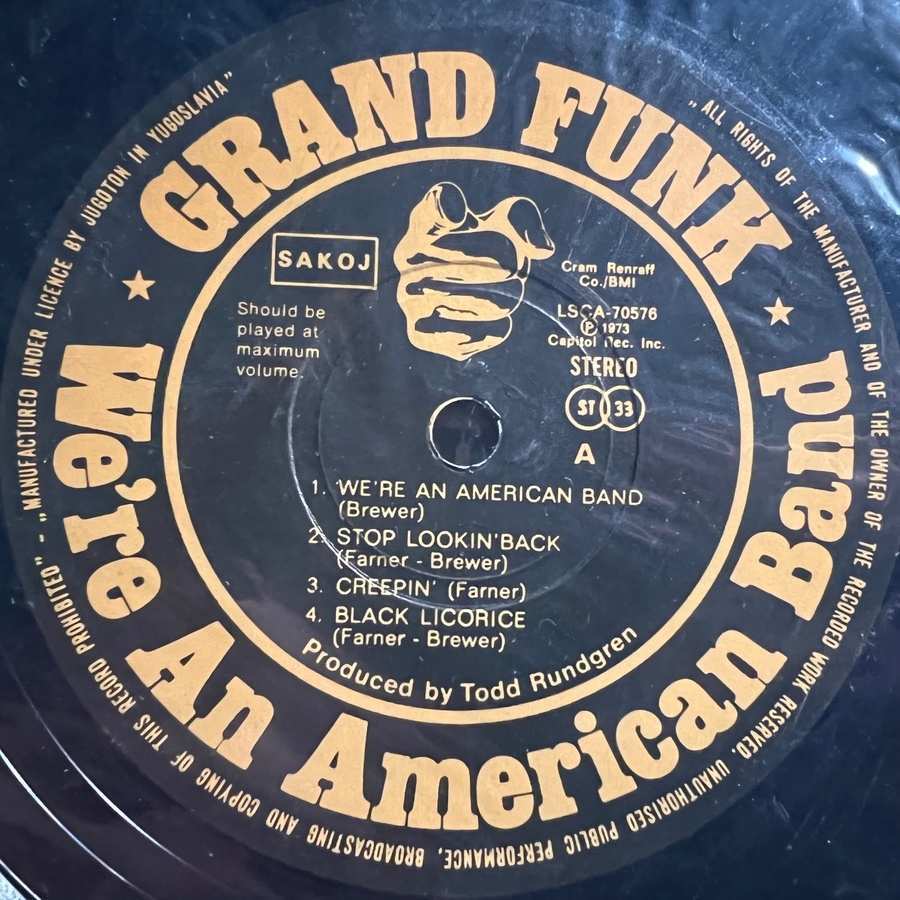 GRAND FUNK
We're An American Band
„MANUFACTURED UNDER LICENCE BY JUGOTON IN YUGOSLAVIA”
„ALL RIGHTS OF THE MANUFACTURER AND OF THE OWNER OF THE RECORDED WORK RESERVED, UNAUTHORISED PUBLIC PERFORMANCE, BROADCASTING AND COPYING OF THIS RECORD PROHIBITED” -
SAKOJ
Should be
played at
maximum
volume.
Cram Renraff
Co./BMI
LSCA-70576
Ⓟ 1973
Capitol Rec. Inc.
STEREO
ST 33
A
1. WE'RE AN AMERICAN BAND
(Brewer)
2. STOP LOOKIN'BACK
(Farner - Brewer)
3. CREEPIN' (Farner)
4. BLACK LICORICE
(Farner - Brewer)
Produced by Todd Rundgren